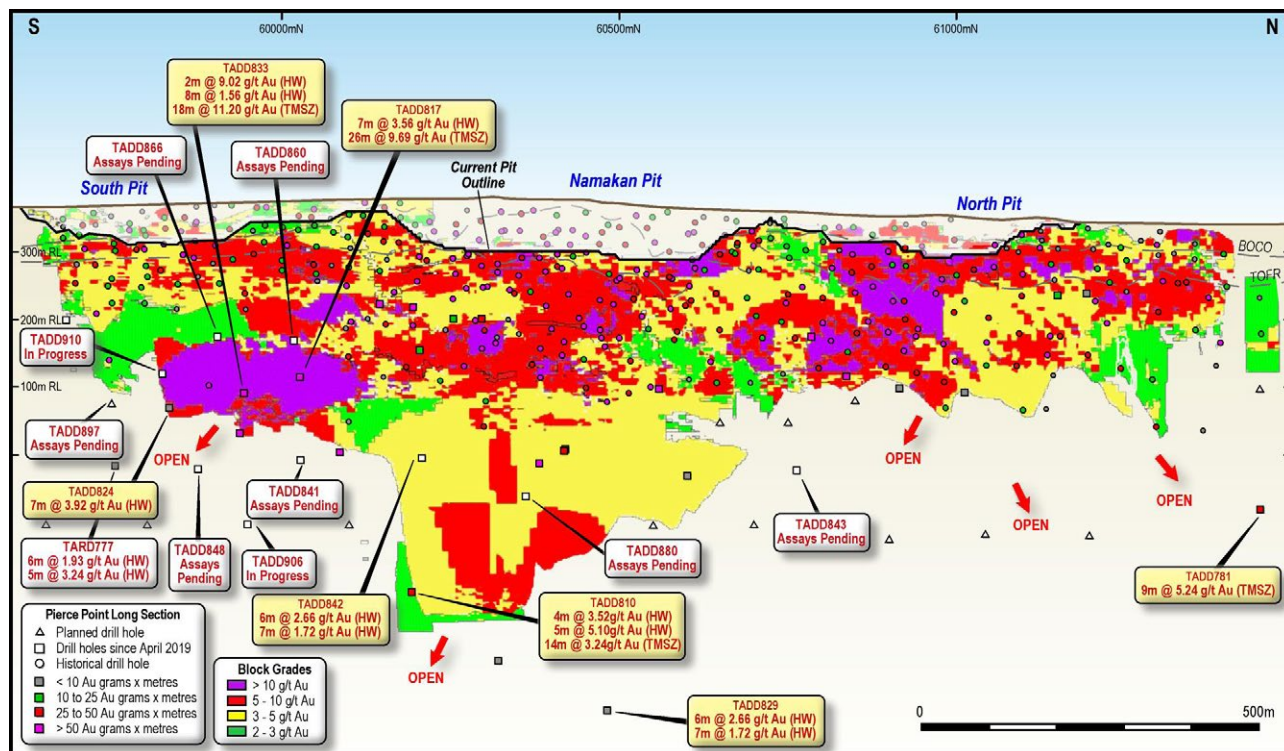 S
60000mN
60500mN
61000mN
N
TADD833
2m @ 9.02 g/t Au (HW)
8m @ 1.56 g/t Au (HW)
18m @ 11.20 g/t Au (TMSZ)
TADD817
7m @ 3.56 g/t Au (HW)
26m @ 9.69 g/t Au (TMSZ)
TADD866
Assays Pending
TADD860
Assays Pending
South Pit
Current Pit
Outline
Namakan Pit
North Pit
300m RL
BOCO
TOFR
200m RL
TADD910
In Progress
100m RL
TADD897
Assays Pending
OPEN
OPEN
OPEN
OPEN
TADD824
7m @ 3.92 g/t Au (HW)
TADD841
Assays Pending
TADD843
Assays Pending
TARD777
6m @ 1.93 g/t Au (HW)
5m @ 3.24 g/t Au (HW)
TADD848
Assays
Pending
TADD906
In Progress
TADD880
Assays Pending
TADD781
9m @ 5.24 g/t Au (TMSZ)
TADD842
6m @ 2.66 g/t Au (HW)
7m @ 1.72 g/t Au (HW)
TADD810
4m @ 3.52g/t Au (HW)
5m @ 5.10g/t Au (HW)
14m @ 3.24g/t Au (TMSZ)
OPEN
Pierce Point Long Section
Planned drill hole
Drill holes since April 2019
Historical drill hole
< 10 Au grams x metres
10 to 25 Au grams x metres
25 to 50 Au grams x metres
> 50 Au grams x metres
Block Grades
> 10 g/t Au
5 - 10 g/t Au
3 - 5 g/t Au
2 - 3 g/t Au
TADD829
6m @ 2.66 g/t Au (HW)
7m @ 1.72 g/t Au (HW)
0
500m